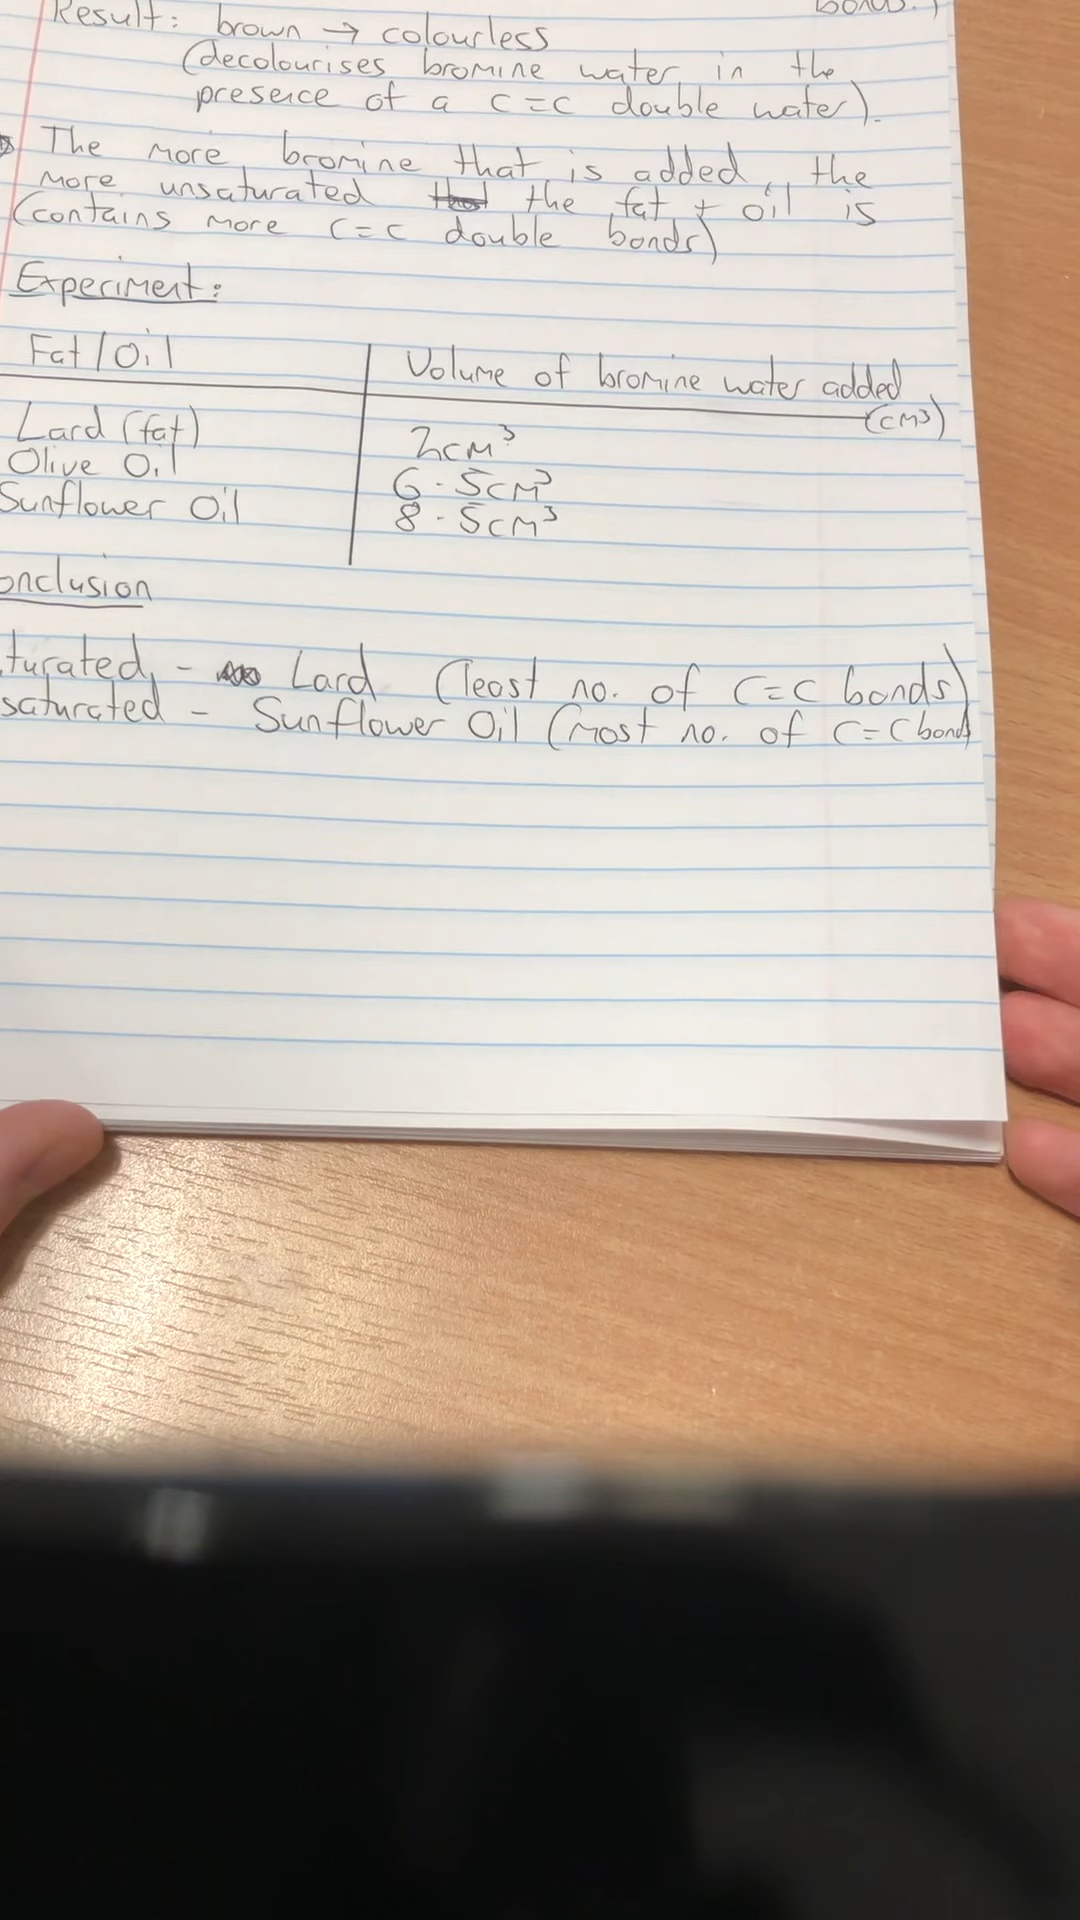 Result: brown → colourless
(decolourises bromine water in the
presence of a C=C double water).
The more bromine that is added, the
more unsaturated the fat + oil is
(contains more C=C double bonds)
Experiment:
Fat/Oil Volume of bromine water added
(cm³)
Lard (fat) 2cm³
Olive Oil 6.5cm³
Sunflower Oil 8.5cm³
onclusion
turated - Lard (least no. of C=C bonds)
saturated - Sunflower Oil (most no. of C=C bonds